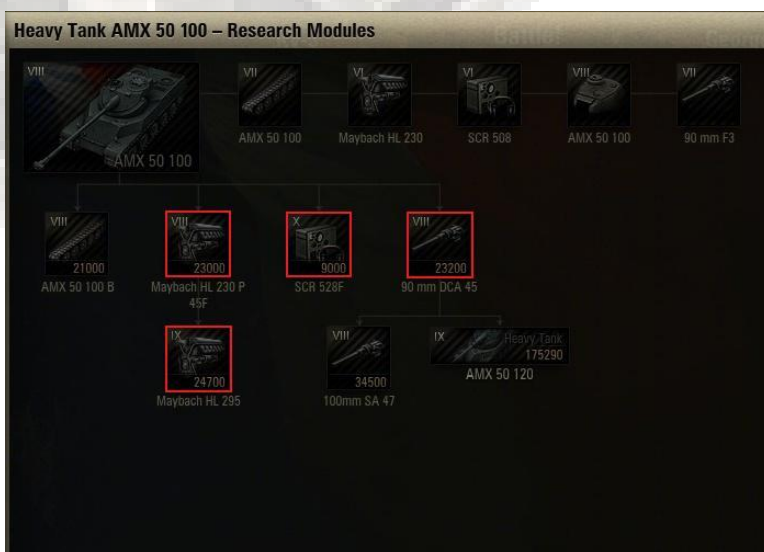 Heavy Tank AMX 50 100 – Research Modules
VIII
AMX 50 100
VII
AMX 50 100
VI
Maybach HL 230
VI
SCR 508
VIII
AMX 50 100
VII
90 mm F3
VIII
21000
AMX 50 100 B
VIII
23000
Maybach HL 230 P
45F
X
9000
SCR 528F
VIII
23200
90 mm DCA 45
IX
24700
Maybach HL 295
VIII
34500
100mm SA 47
IX
Heavy Tank
175290
AMX 50 120